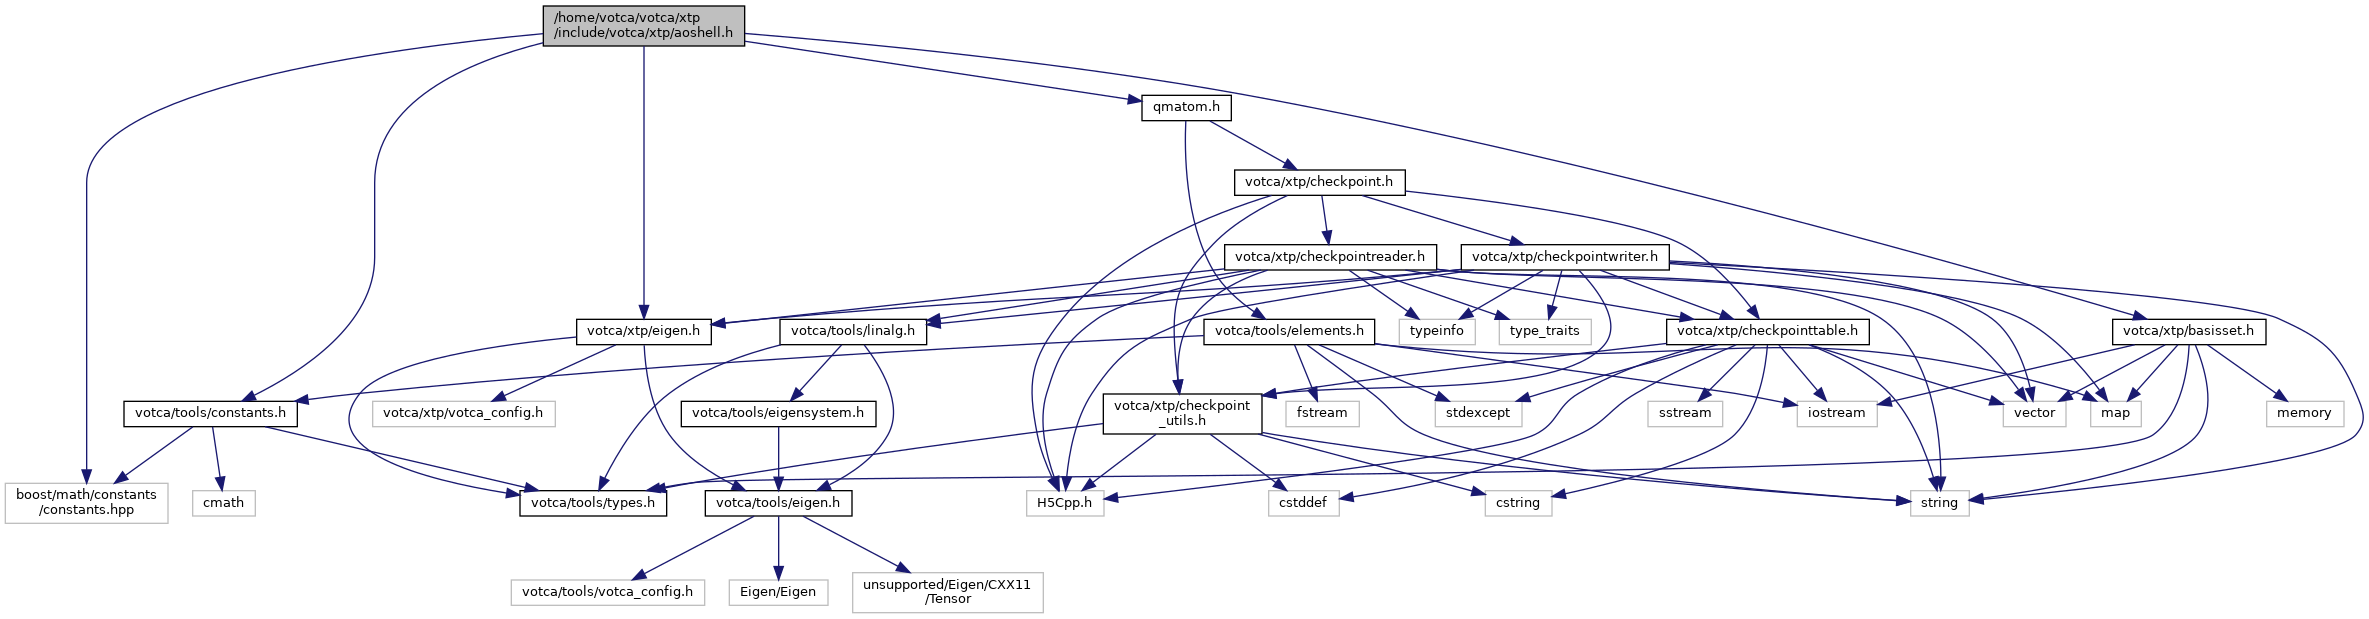 /home/votca/votca/xtp
/include/votca/xtp/aoshell.h
qmatom.h
votca/xtp/checkpoint.h
votca/xtp/checkpointreader.h
votca/xtp/checkpointwriter.h
votca/xtp/eigen.h
votca/tools/linalg.h
votca/tools/elements.h
typeinfo
type_traits
votca/xtp/checkpointtable.h
votca/xtp/basisset.h
votca/tools/constants.h
votca/xtp/votca_config.h
votca/tools/eigensystem.h
votca/xtp/checkpoint
_utils.h
fstream
stdexcept
sstream
iostream
vector
map
memory
boost/math/constants
/constants.hpp
cmath
votca/tools/types.h
votca/tools/eigen.h
H5Cpp.h
cstddef
cstring
string
votca/tools/votca_config.h
Eigen/Eigen
unsupported/Eigen/CXX11
/Tensor